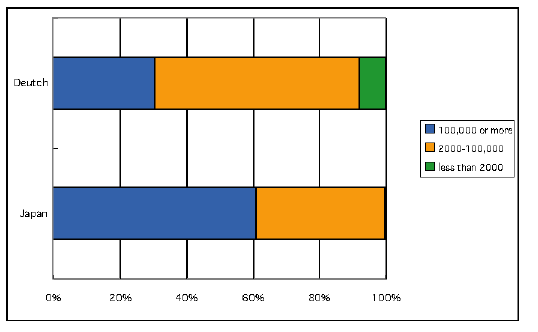 Deutch
100,000 or more
2000-100,000
less than 2000
Japan
0% 20% 40% 60% 80% 100%